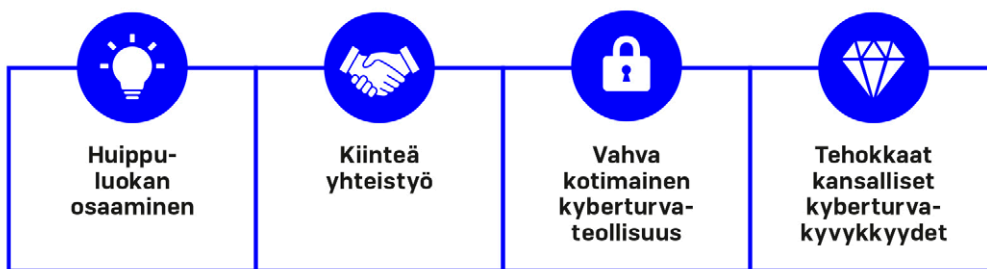 Huippu-
luokan
osaaminen
Kiinteä
yhteistyö
Vahva
kotimainen
kyberturva-
teollisuus
Tehokkaat
kansalliset
kyberturva-
kyvykkyydet